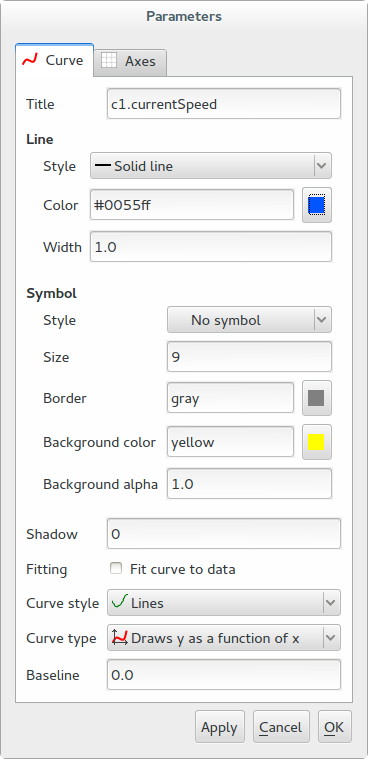 Parameters
Curve Axes
Title c1.currentSpeed
Line
Style Solid line
Color #0055ff
Width 1.0
Symbol
Style No symbol
Size 9
Border gray
Background color yellow
Background alpha 1.0
Shadow 0
Fitting Fit curve to data
Curve style Lines
Curve type Draws y as a function of x
Baseline 0.0
Apply Cancel OK